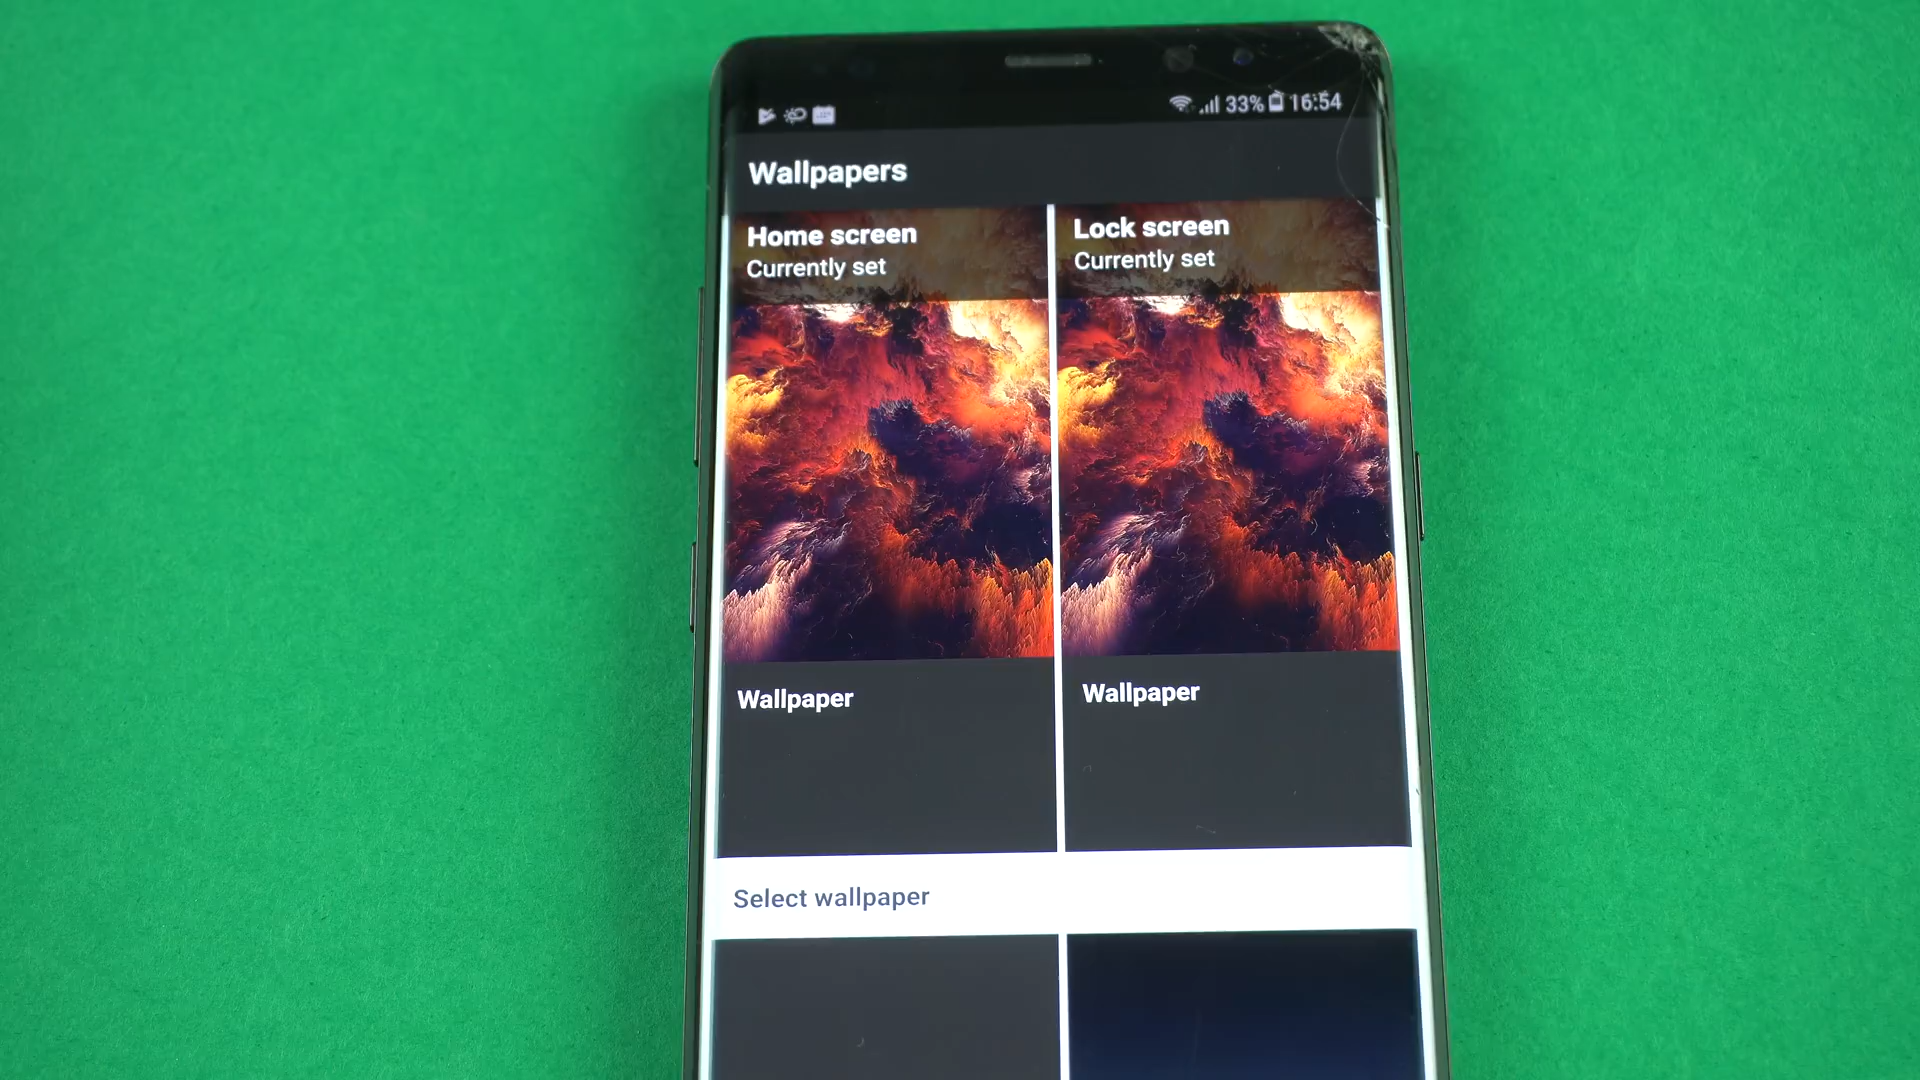 33% 16:54
Wallpapers
Home screen
Currently set
Lock screen
Currently set
Wallpaper
Wallpaper
Select wallpaper